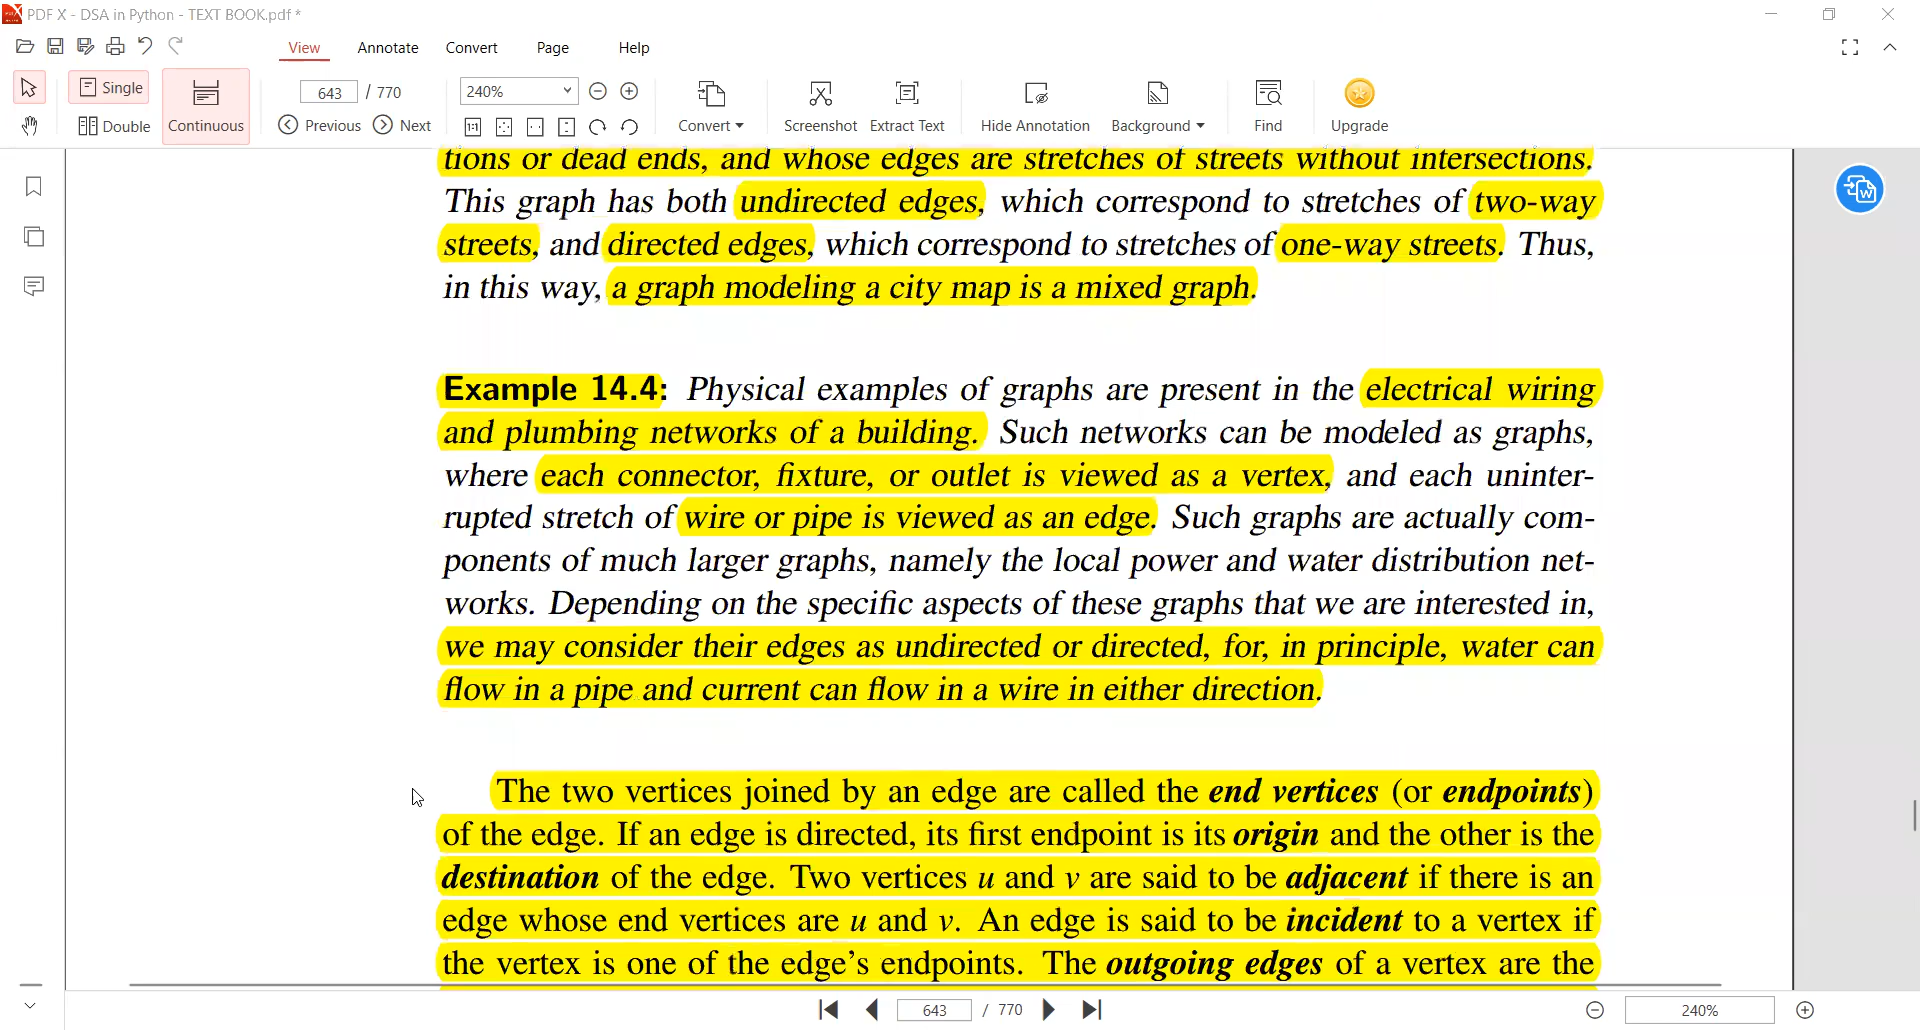 PDF X - DSA in Python - TEXT BOOK.pdf *
View Annotate Convert Page Help
Single
Double
Continuous
643 / 770
Previous Next
240%
1:1
Convert
Screenshot
Extract Text
Hide Annotation
Background
Find
Upgrade
tions or dead ends, and whose edges are stretches of streets without intersections.
This graph has both undirected edges, which correspond to stretches of two-way
streets, and directed edges, which correspond to stretches of one-way streets. Thus,
in this way, a graph modeling a city map is a mixed graph.
Example 14.4: Physical examples of graphs are present in the electrical wiring
and plumbing networks of a building. Such networks can be modeled as graphs,
where each connector, fixture, or outlet is viewed as a vertex, and each uninter-
rupted stretch of wire or pipe is viewed as an edge. Such graphs are actually com-
ponents of much larger graphs, namely the local power and water distribution net-
works. Depending on the specific aspects of these graphs that we are interested in,
we may consider their edges as undirected or directed, for, in principle, water can
flow in a pipe and current can flow in a wire in either direction.
The two vertices joined by an edge are called the end vertices (or endpoints)
of the edge. If an edge is directed, its first endpoint is its origin and the other is the
destination of the edge. Two vertices u and v are said to be adjacent if there is an
edge whose end vertices are u and v. An edge is said to be incident to a vertex if
the vertex is one of the edge's endpoints. The outgoing edges of a vertex are the
643 / 770
240%